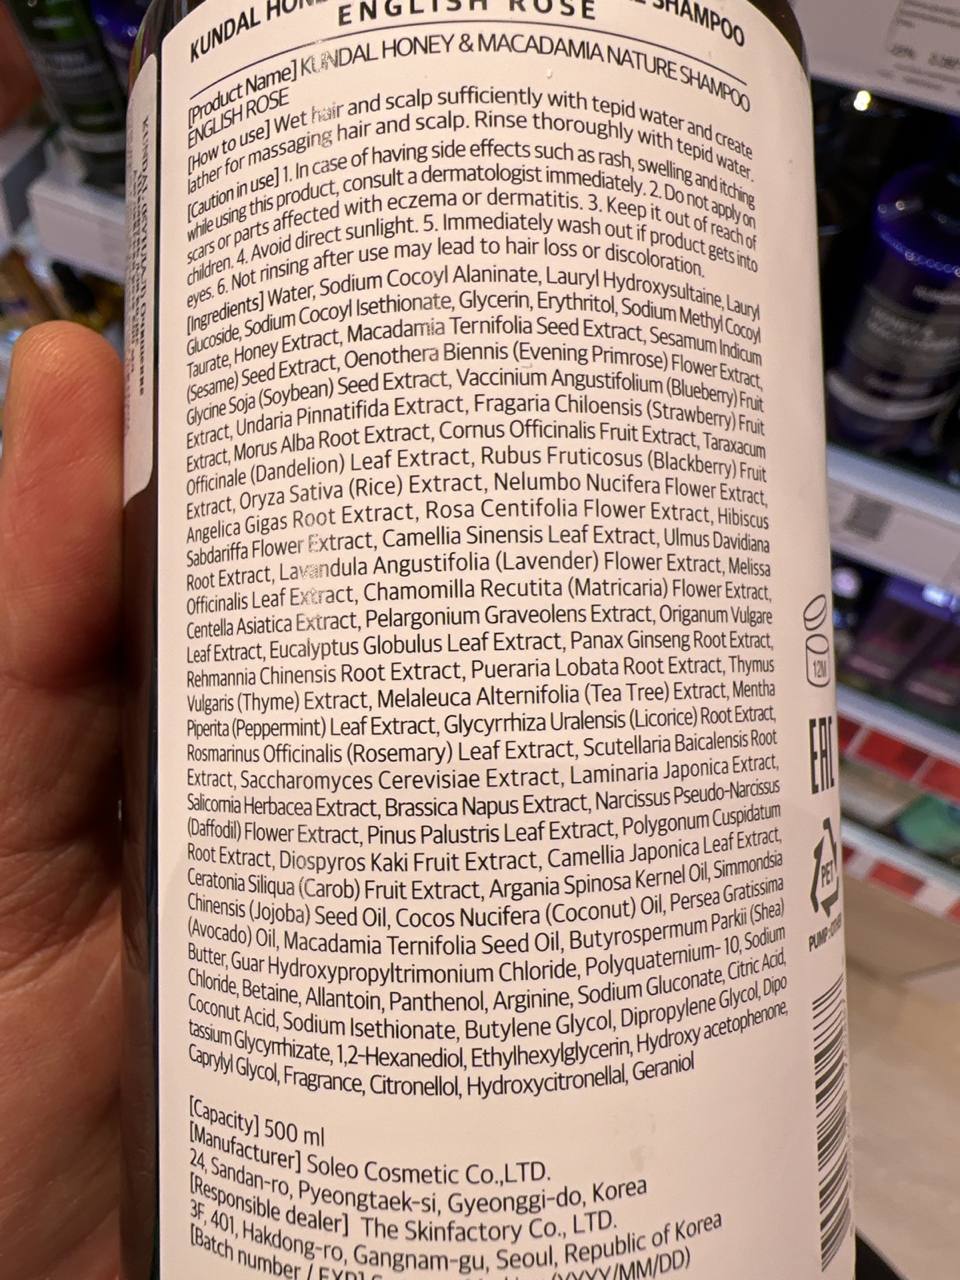 ENGLISH ROSE
[Product Name] KUNDAL HONEY & MACADAMIA NATURE SHAMPOO
ENGLISH ROSE
[How to use] Wet hair and scalp sufficiently with tepid water and create
lather for massaging hair and scalp. Rinse thoroughly with tepid water.
[Caution in use] 1. In case of having side effects such as rash, swelling and itching
while using this product, consult a dermatologist immediately. 2. Do not apply on
scars or parts affected with eczema or dermatitis. 3. Keep it out of reach of
children. 4. Avoid direct sunlight. 5. Immediately wash out if product gets into
eyes. 6. Not rinsing after use may lead to hair loss or discoloration.
[Ingredients] Water, Sodium Cocoyl Alaninate, Lauryl Hydroxysultaine, Lauryl
Glucoside, Sodium Cocoyl Isethionate, Glycerin, Erythritol, Sodium Methyl Cocoyl
Taurate, Honey Extract, Macadamia Ternifolia Seed Extract, Sesamum Indicum
(Sesame) Seed Extract, Oenothera Biennis (Evening Primrose) Flower Extract,
Glycine Soja (Soybean) Seed Extract, Vaccinium Angustifolium (Blueberry) Fruit
Extract, Undaria Pinnatifida Extract, Fragaria Chiloensis (Strawberry) Fruit
Extract, Morus Alba Root Extract, Cornus Officinalis Fruit Extract, Taraxacum
Officinale (Dandelion) Leaf Extract, Rubus Fruticosus (Blackberry) Fruit
Extract, Oryza Sativa (Rice) Extract, Nelumbo Nucifera Flower Extract,
Angelica Gigas Root Extract, Rosa Centifolia Flower Extract, Hibiscus
Sabdariffa Flower Extract, Camellia Sinensis Leaf Extract, Ulmus Davidiana
Root Extract, Lavandula Angustifolia (Lavender) Flower Extract, Melissa
Officinalis Leaf Extract, Chamomilla Recutita (Matricaria) Flower Extract,
Centella Asiatica Extract, Pelargonium Graveolens Extract, Origanum Vulgare
Leaf Extract, Eucalyptus Globulus Leaf Extract, Panax Ginseng Root Extract,
Rehmannia Chinensis Root Extract, Pueraria Lobata Root Extract, Thymus
Vulgaris (Thyme) Extract, Melaleuca Alternifolia (Tea Tree) Extract, Mentha
Piperita (Peppermint) Leaf Extract, Glycyrrhiza Uralensis (Licorice) Root Extract,
Rosmarinus Officinalis (Rosemary) Leaf Extract, Scutellaria Baicalensis Root
Extract, Saccharomyces Cerevisiae Extract, Laminaria Japonica Extract,
Salicornia Herbacea Extract, Brassica Napus Extract, Narcissus Pseudo-Narcissus
(Daffodil) Flower Extract, Pinus Palustris Leaf Extract, Polygonum Cuspidatum
Root Extract, Diospyros Kaki Fruit Extract, Camellia Japonica Leaf Extract,
Ceratonia Siliqua (Carob) Fruit Extract, Argania Spinosa Kernel Oil, Simmondsia
Chinensis (Jojoba) Seed Oil, Cocos Nucifera (Coconut) Oil, Persea Gratissima
(Avocado) Oil, Macadamia Ternifolia Seed Oil, Butyrospermum Parkii (Shea)
Butter, Guar Hydroxypropyltrimonium Chloride, Polyquaternium-10, Sodium
Chloride, Betaine, Allantoin, Panthenol, Arginine, Sodium Gluconate, Citric Acid,
Coconut Acid, Sodium Isethionate, Butylene Glycol, Dipropylene Glycol, Dipo
tassium Glycyrrhizate, 1,2-Hexanediol, Ethylhexylglycerin, Hydroxy acetophenone,
Caprylyl Glycol, Fragrance, Citronellol, Hydroxycitronellal, Geraniol
[Capacity] 500 ml
[Manufacturer] Soleo Cosmetic Co.,LTD.
24, Sandan-ro, Pyeongtaek-si, Gyeonggi-do, Korea
[Responsible dealer] The Skinfactory Co., LTD.
3F, 401, Hakdong-ro, Gangnam-gu, Seoul, Republic of Korea
[Batch number / EXP] (YYYY/MM/DD)
12M
EAC
PET